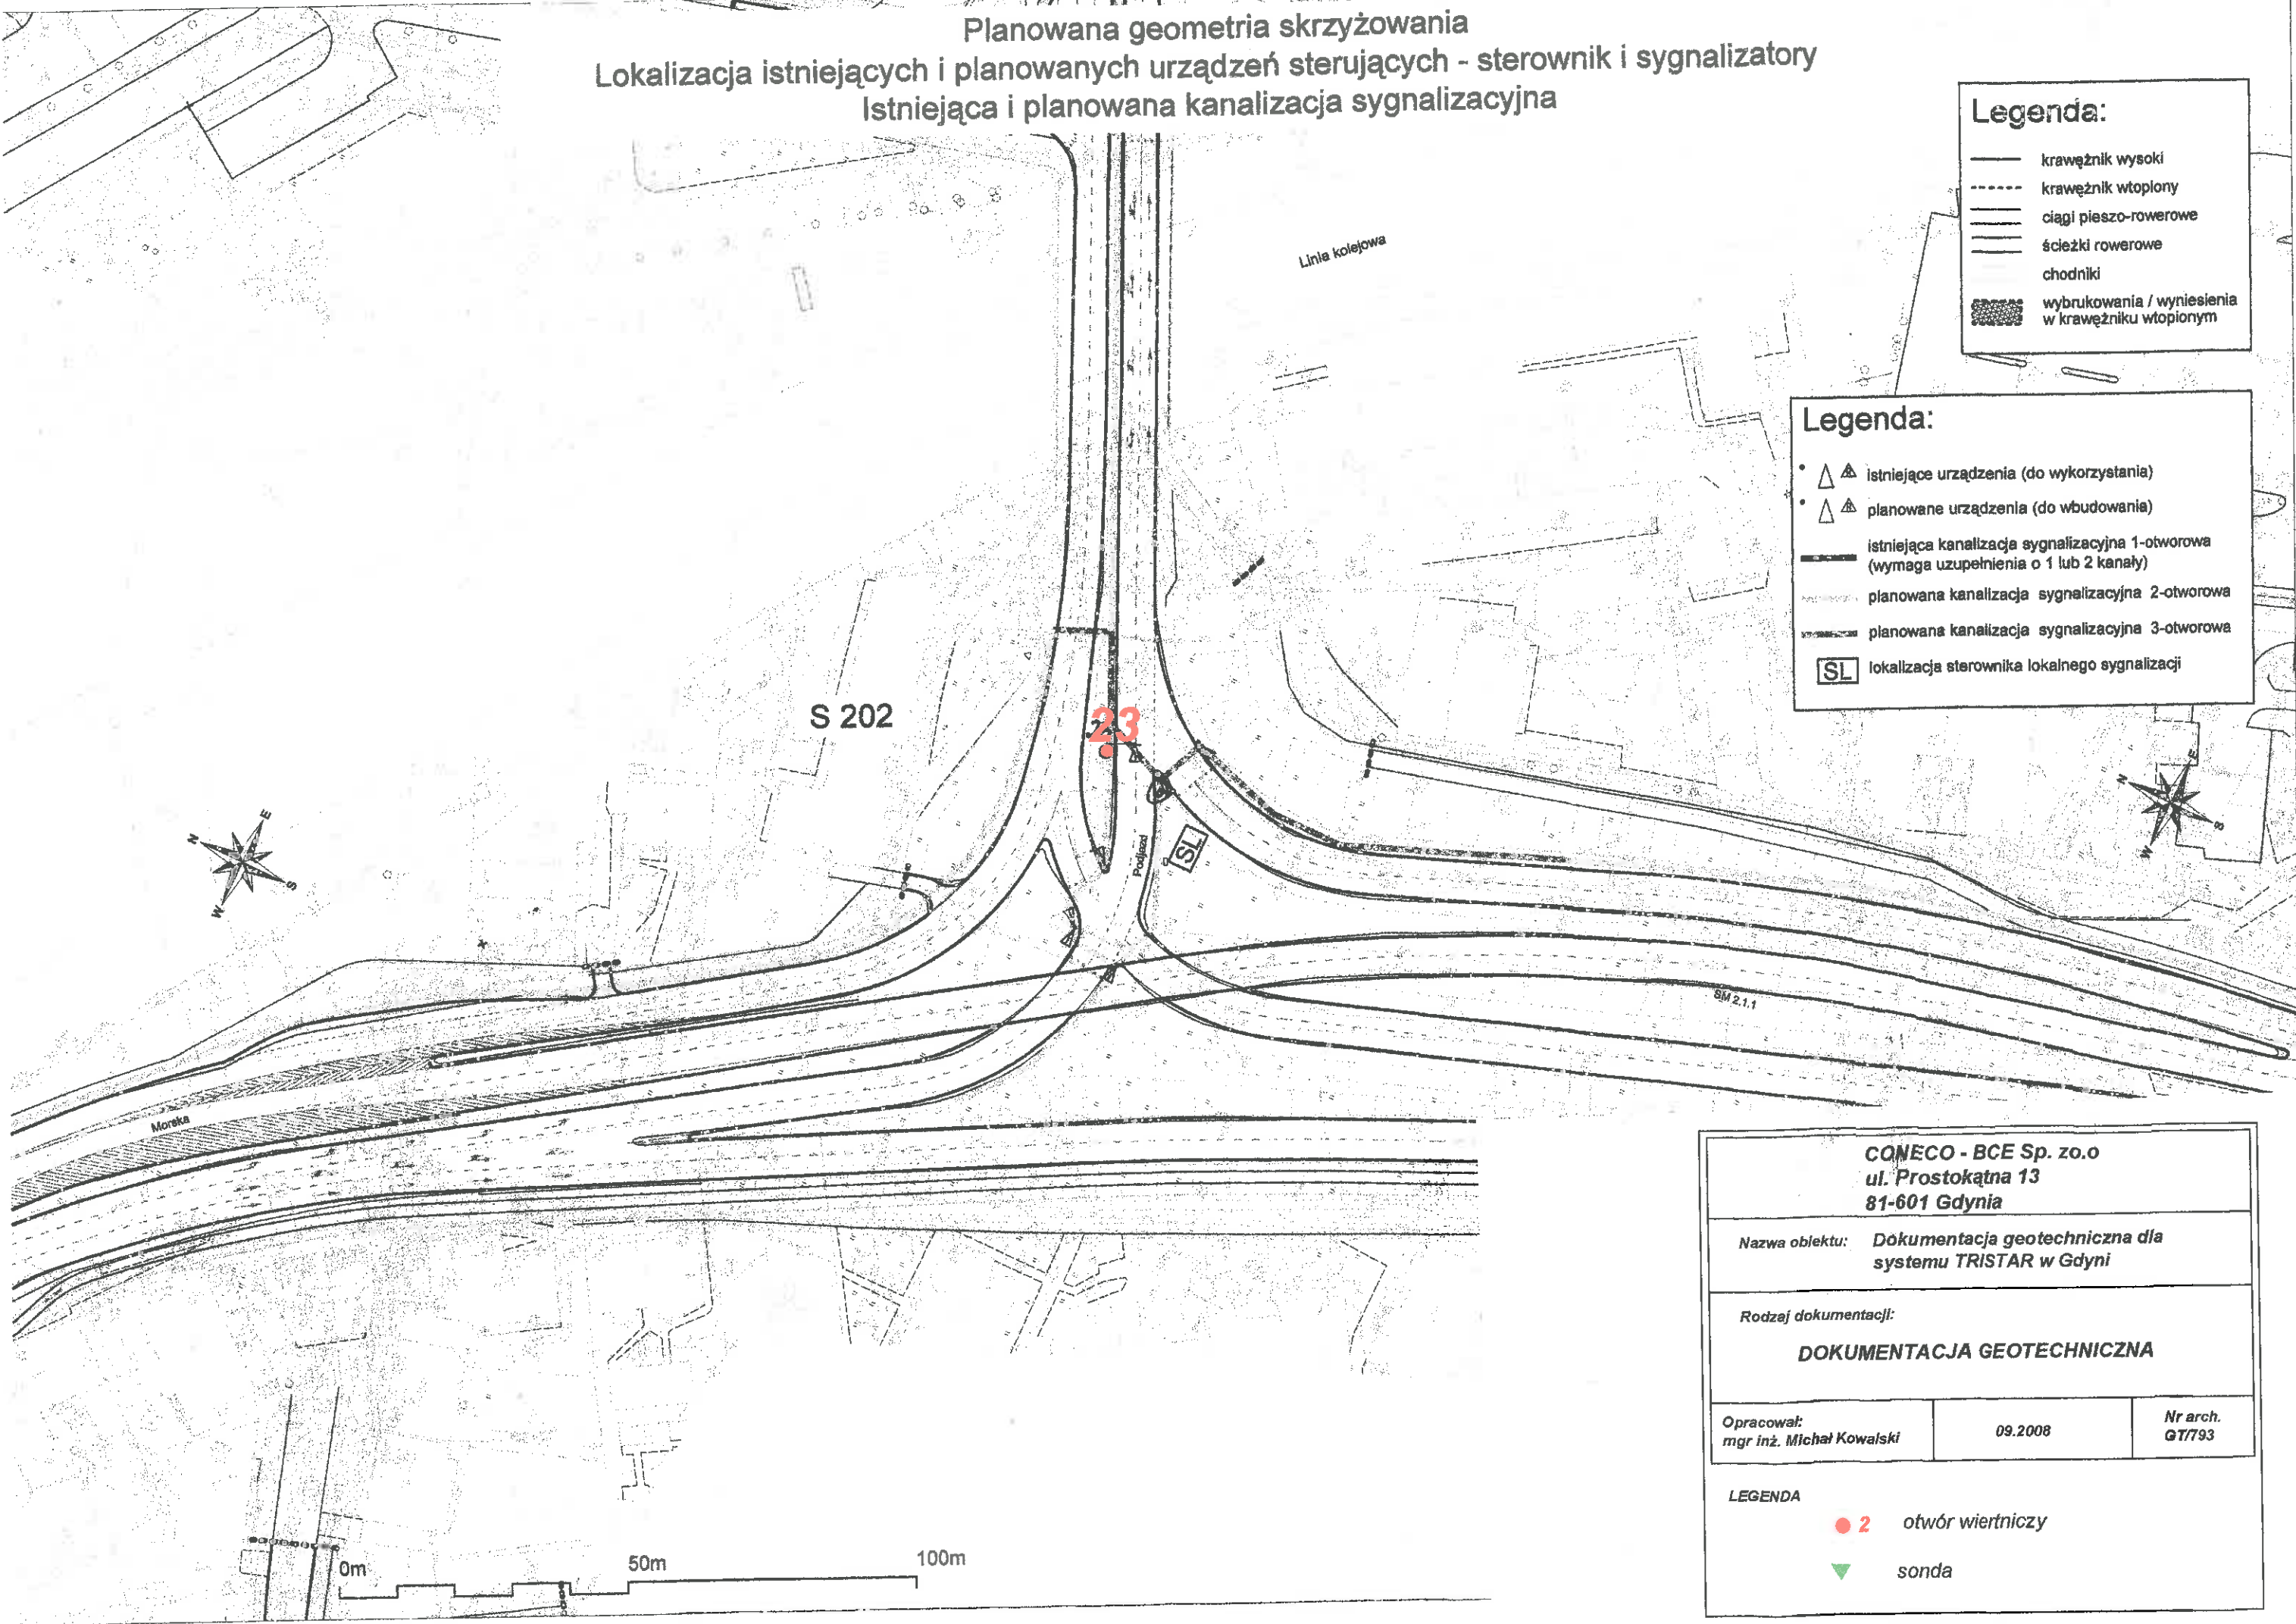 Planowana geometria skrzyżowania
Lokalizacja istniejących i planowanych urządzeń sterujących - sterownik i sygnalizatory
Istniejąca i planowana kanalizacja sygnalizacyjna
Legenda:
krawężnik wysoki
krawężnik wtopiony
ciągi pieszo-rowerowe
ścieżki rowerowe
chodniki
wybrukowania / wyniesienia
w krawężniku wtopionym
Linia kolejowa
Legenda:
istniejące urządzenia (do wykorzystania)
planowane urządzenia (do wbudowania)
istniejąca kanalizacja sygnalizacyjna 1-otworowa
(wymaga uzupełnienia o 1 lub 2 kanały)
planowana kanalizacja sygnalizacyjna 2-otworowa
planowana kanalizacja sygnalizacyjna 3-otworowa
SL lokalizacja sterownika lokalnego sygnalizacji
S 202
23
N
E
S
W
N
E
S
W
Podjazd
SL
SM 2.1.1
Morska
CONECO - BCE Sp. zo.o
ul. Prostokątna 13
81-601 Gdynia
Nazwa obiektu: Dokumentacja geotechniczna dla
systemu TRISTAR w Gdyni
Rodzaj dokumentacji:
DOKUMENTACJA GEOTECHNICZNA
Opracował:
mgr inż. Michał Kowalski
09.2008
Nr arch.
GT/793
LEGENDA
2 otwór wiertniczy
sonda
0m
50m
100m